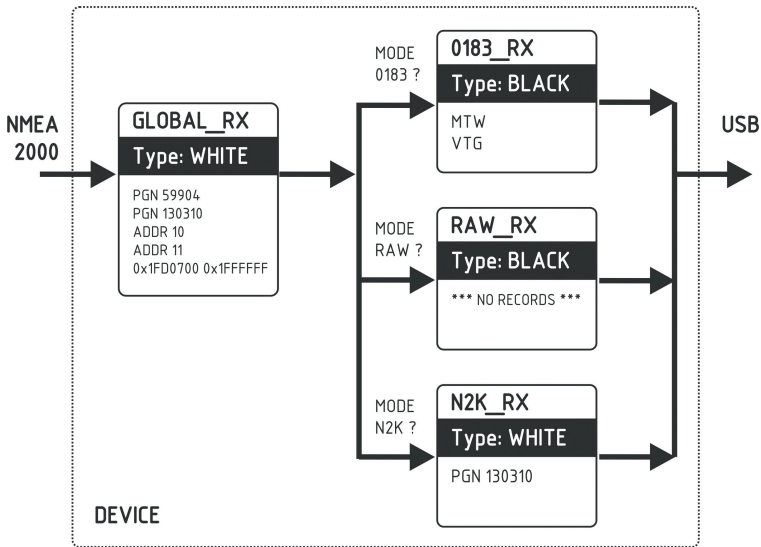 NMEA
2000
GLOBAL_RX
Type: WHITE
PGN 59904
PGN 130310
ADDR 10
ADDR 11
0x1FD0700 0x1FFFFFF
MODE
0183 ?
0183_RX
Type: BLACK
MTW
VTG
MODE
RAW ?
RAW_RX
Type: BLACK
*** NO RECORDS ***
MODE
N2K ?
N2K_RX
Type: WHITE
PGN 130310
USB
DEVICE